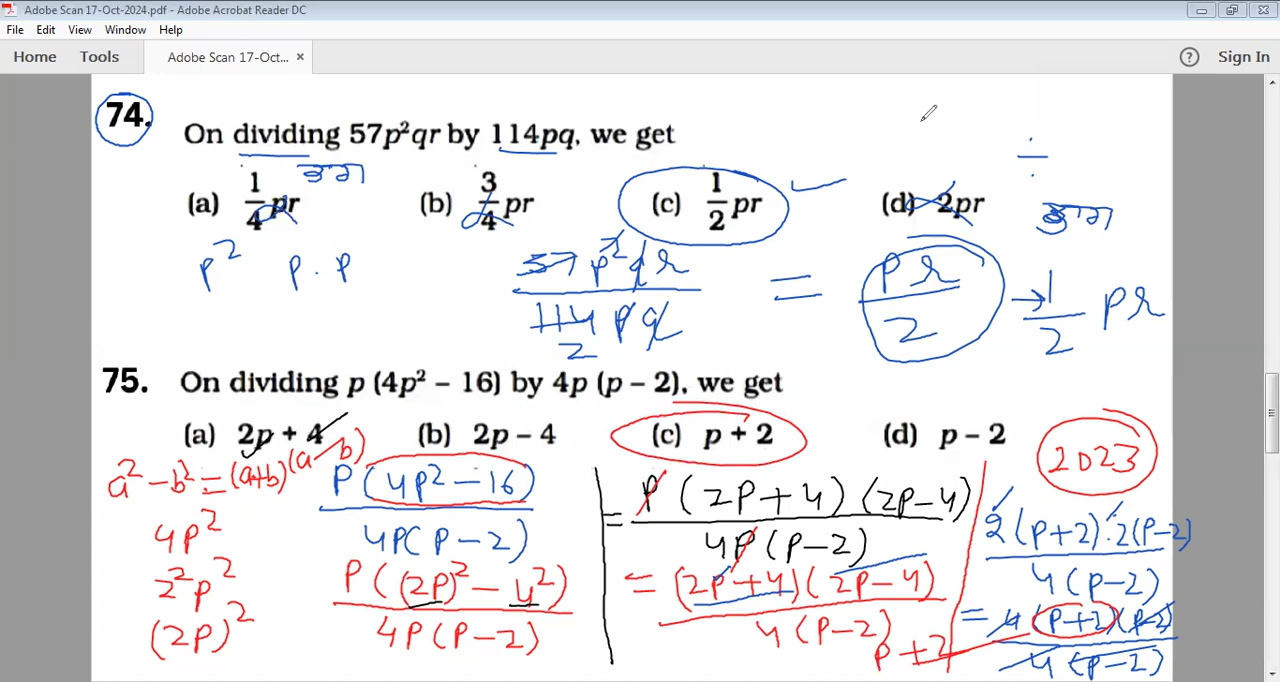 Adobe Scan 17-Oct-2024.pdf - Adobe Acrobat Reader DC
File Edit View Window Help
Home Tools Adobe Scan 17-Oct... × ? Sign In
74. On dividing 57p²qr by 114pq, we get
भाग
÷
(a) 1/4 pr (b) 3/4 pr (c) 1/2 pr ✓ (d) 2pr
भाग
p² p . p 57 p² q r / 114 p q 2 = pr/2 → 1/2 pr
75. On dividing p (4p² – 16) by 4p (p – 2), we get
(a) 2p + 4 (b) 2p – 4 (c) p + 2 (d) p – 2
2023
a² – b² = (a+b)(a–b)
4p²
2²p²
(2p)²
P(4P² – 16) / 4P(P – 2)
P((2P)² – 4²) / 4P(P – 2)
= P(2P + 4)(2P – 4) / 4P(P – 2)
= (2P + 4)(2P – 4) / 4(P – 2)
P + 2
2(P+2)·2(P–2) / 4(P–2)
= 4(P+2)(P–2) / 4(P–2)